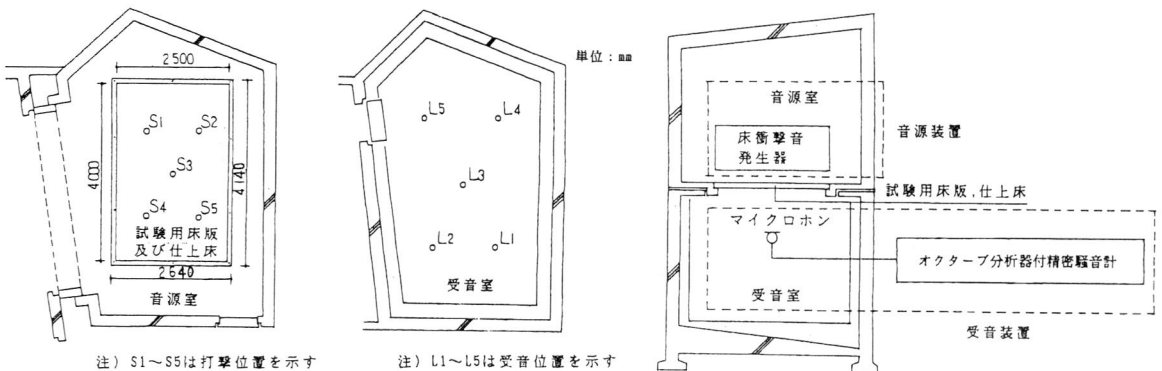 2500
S1
S2
S3
4000
4140
S4
S5
試験用床版
及び仕上床
2640
音源室
注) S1～S5は打撃位置を示す
L5
L4
L3
L2
L1
受音室
注) L1～L5は受音位置を示す
単位：mm
音源室
床衝撃音
発生器
音源装置
試験用床版,仕上床
マイクロホン
オクターブ分析器付精密騒音計
受音室
受音装置